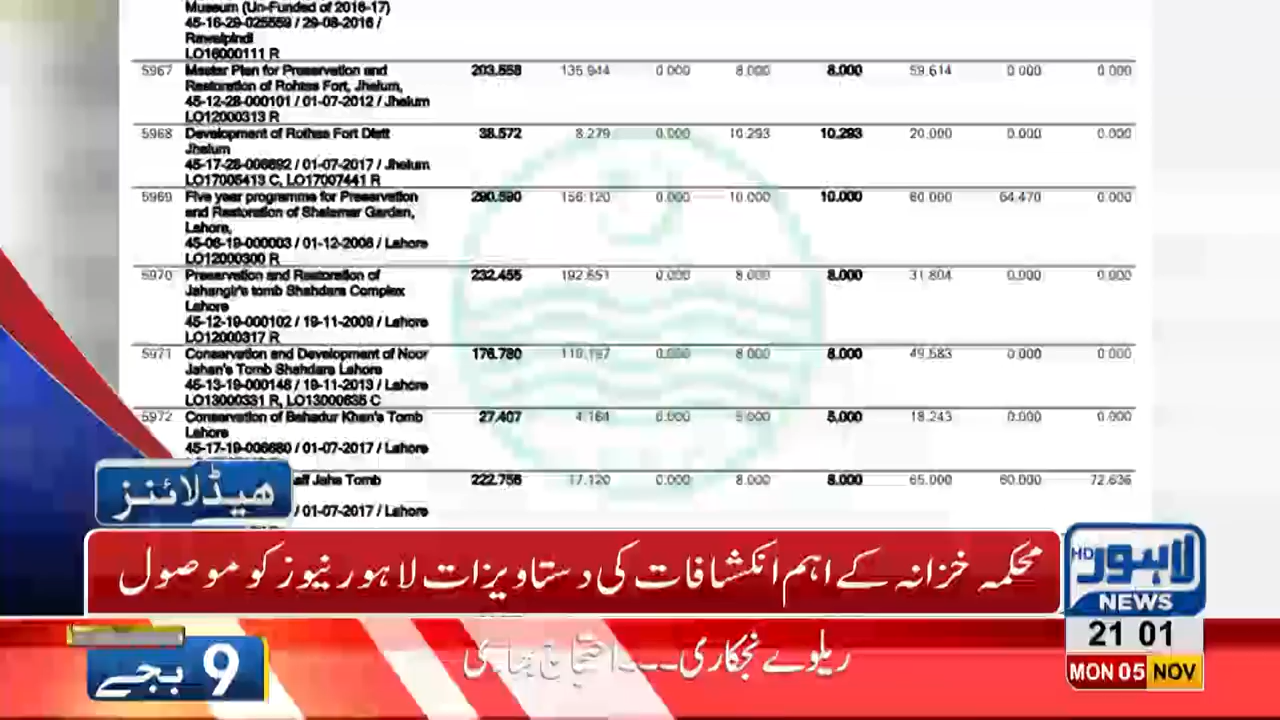 Museum (Un-Funded of 2016-17)
45-16-29-025559 / 29-08-2016 /
Rawalpindi
LO16000111 R
5967 Master Plan for Preservation and 203.558 135.944 0.000 8.000 8.000 59.614 0.000 0.000
Restoration of Rohtas Fort, Jhelum,
45-12-28-000101 / 01-07-2012 / Jhelum
LO12000313 R
5968 Development of Rothas Fort Distt 38.572 8.279 0.000 10.293 10.293 20.000 0.000 0.000
Jhelum
45-17-28-006692 / 01-07-2017 / Jhelum
LO17005413 C, LO17007441 R
5969 Five year programme for Preservation 290.590 156.120 0.000 10.000 10.000 60.000 64.470 0.000
and Restoration of Shalamar Garden,
Lahore,
45-06-19-000003 / 01-12-2006 / Lahore
LO12000300 R
5970 Preservation and Restoration of 232.455 192.651 0.000 8.000 8.000 31.804 0.000 0.000
Jahangir's tomb Shahdara Complex
Lahore
45-12-19-000102 / 19-11-2009 / Lahore
LO12000317 R
5971 Conservation and Development of Noor 176.780 119.197 0.000 8.000 8.000 49.583 0.000 0.000
Jahan's Tomb Shahdara Lahore
45-13-19-000148 / 19-11-2013 / Lahore
LO13000331 R, LO13000635 C
5972 Conservation of Bahadur Khan's Tomb 27.407 4.164 0.000 5.000 5.000 18.243 0.000 0.000
Lahore
45-17-19-006680 / 01-07-2017 / Lahore
Jaha Tomb 222.756 17.120 0.000 8.000 8.000 65.000 60.000 72.636
/ 01-07-2017 / Lahore
ھیڈلائنز
محکمہ خزانہ کے اہم انکشافات کی دستاویزات لاہور نیوز کو موصول
لاہور HD
NEWS
21 01
MON 05 NOV
ریلوے نجکاری۔۔۔احتجاج
9 بجے